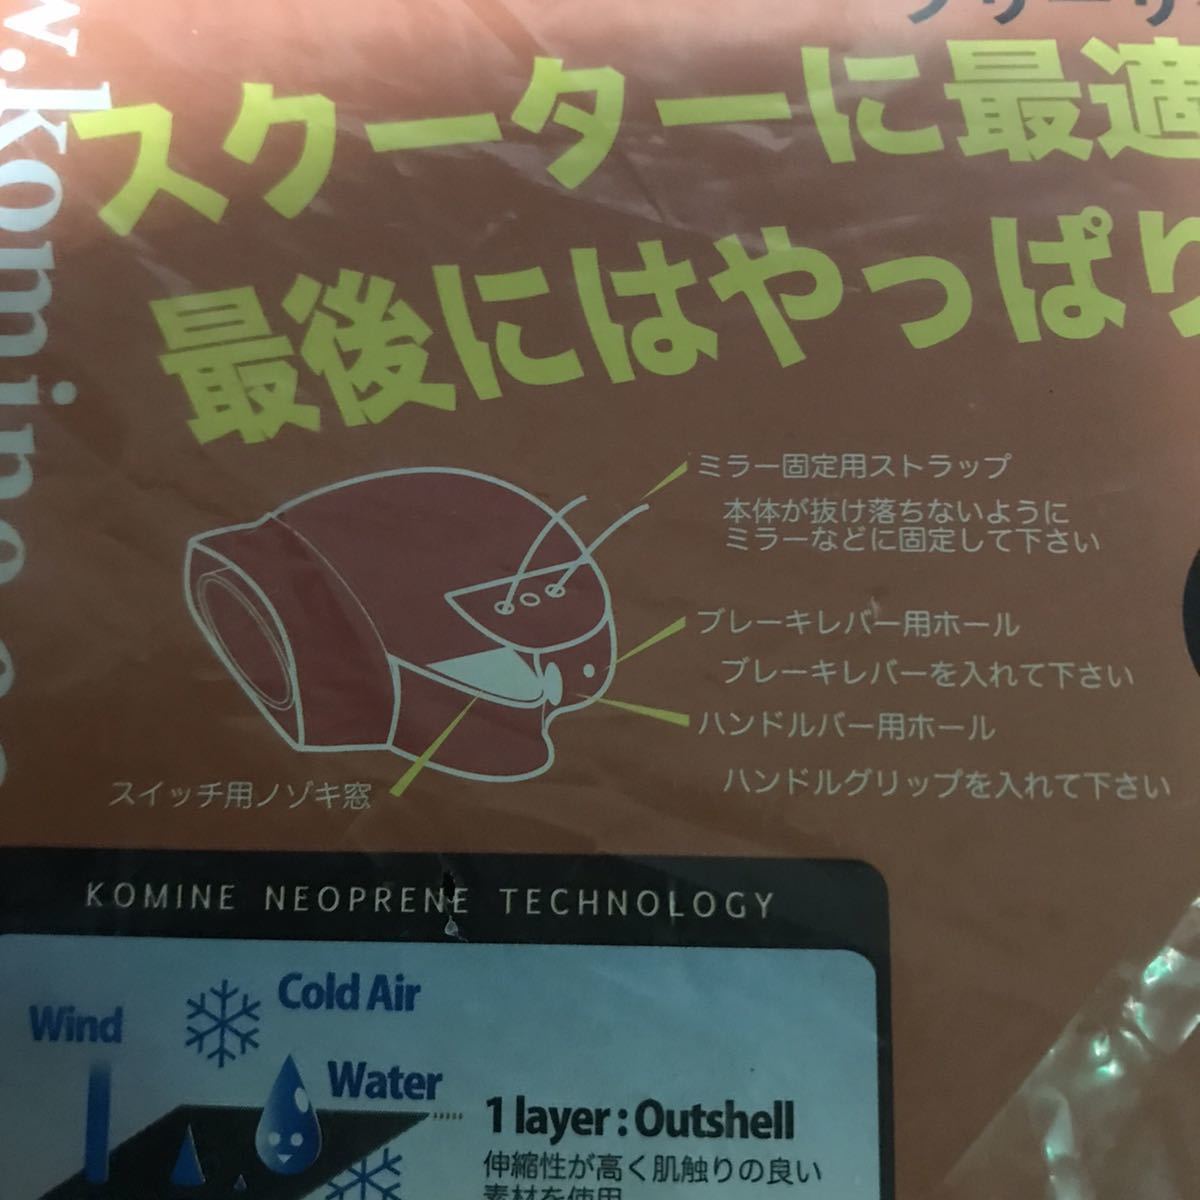 スクーターに最適
最後にはやっぱり
ミラー固定用ストラップ
本体が抜け落ちないように
ミラーなどに固定して下さい
ブレーキレバー用ホール
ブレーキレバーを入れて下さい
ハンドルバー用ホール
ハンドルグリップを入れて下さい
スイッチ用ノゾキ窓
KOMINE NEOPRENE TECHNOLOGY
Cold Air
Wind
Water
1 layer : Outshell
伸縮性が高く肌触りの良い
素材を使用